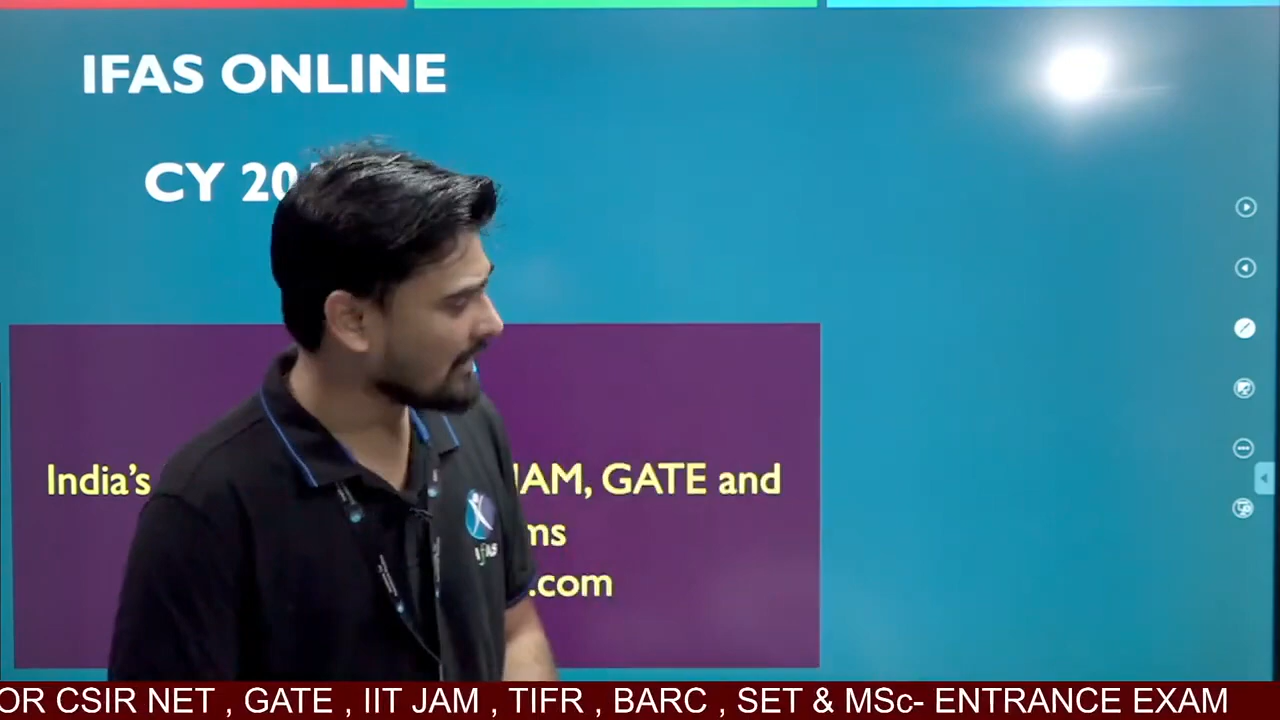 IFAS ONLINE
CY 20
India's JAM, GATE and
ms
.com
IFAS
OR CSIR NET , GATE , IIT JAM , TIFR , BARC , SET & MSc- ENTRANCE EXAM